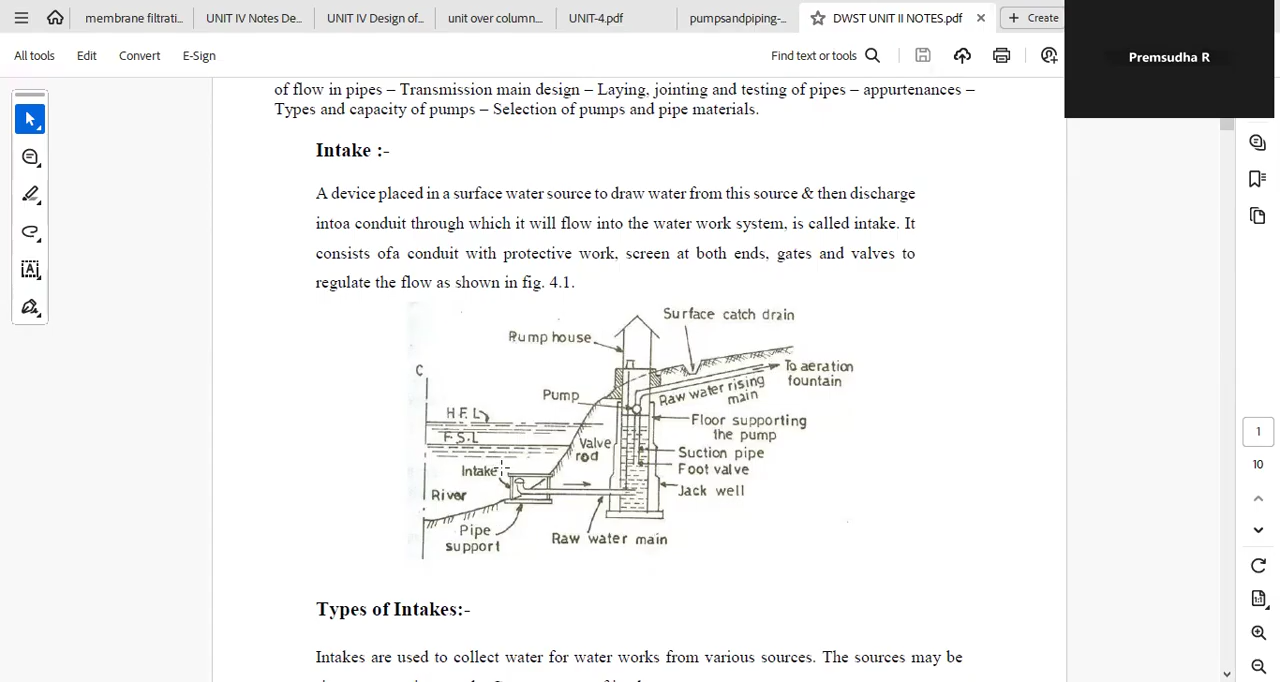 membrane filtrati...
UNIT IV Notes De...
UNIT IV Design of...
unit over column...
UNIT-4.pdf
pumpsandpiping-...
DWST UNIT II NOTES.pdf
Create
All tools
Edit
Convert
E-Sign
Find text or tools
Premsudha R
of flow in pipes – Transmission main design – Laying, jointing and testing of pipes – appurtenances –
Types and capacity of pumps – Selection of pumps and pipe materials.
Intake :-
A device placed in a surface water source to draw water from this source & then discharge
intoa conduit through which it will flow into the water work system, is called intake. It
consists ofa conduit with protective work, screen at both ends, gates and valves to
regulate the flow as shown in fig. 4.1.
Surface catch drain
Pump house
To aeration
fountain
C
Pump
Raw water rising
main
H.F.L
Floor supporting
the pump
F.S.L
Valve
rod
Suction pipe
Foot valve
Intake
Jack well
River
Pipe
support
Raw water main
1
10
Types of Intakes:-
Intakes are used to collect water for water works from various sources. The sources may be